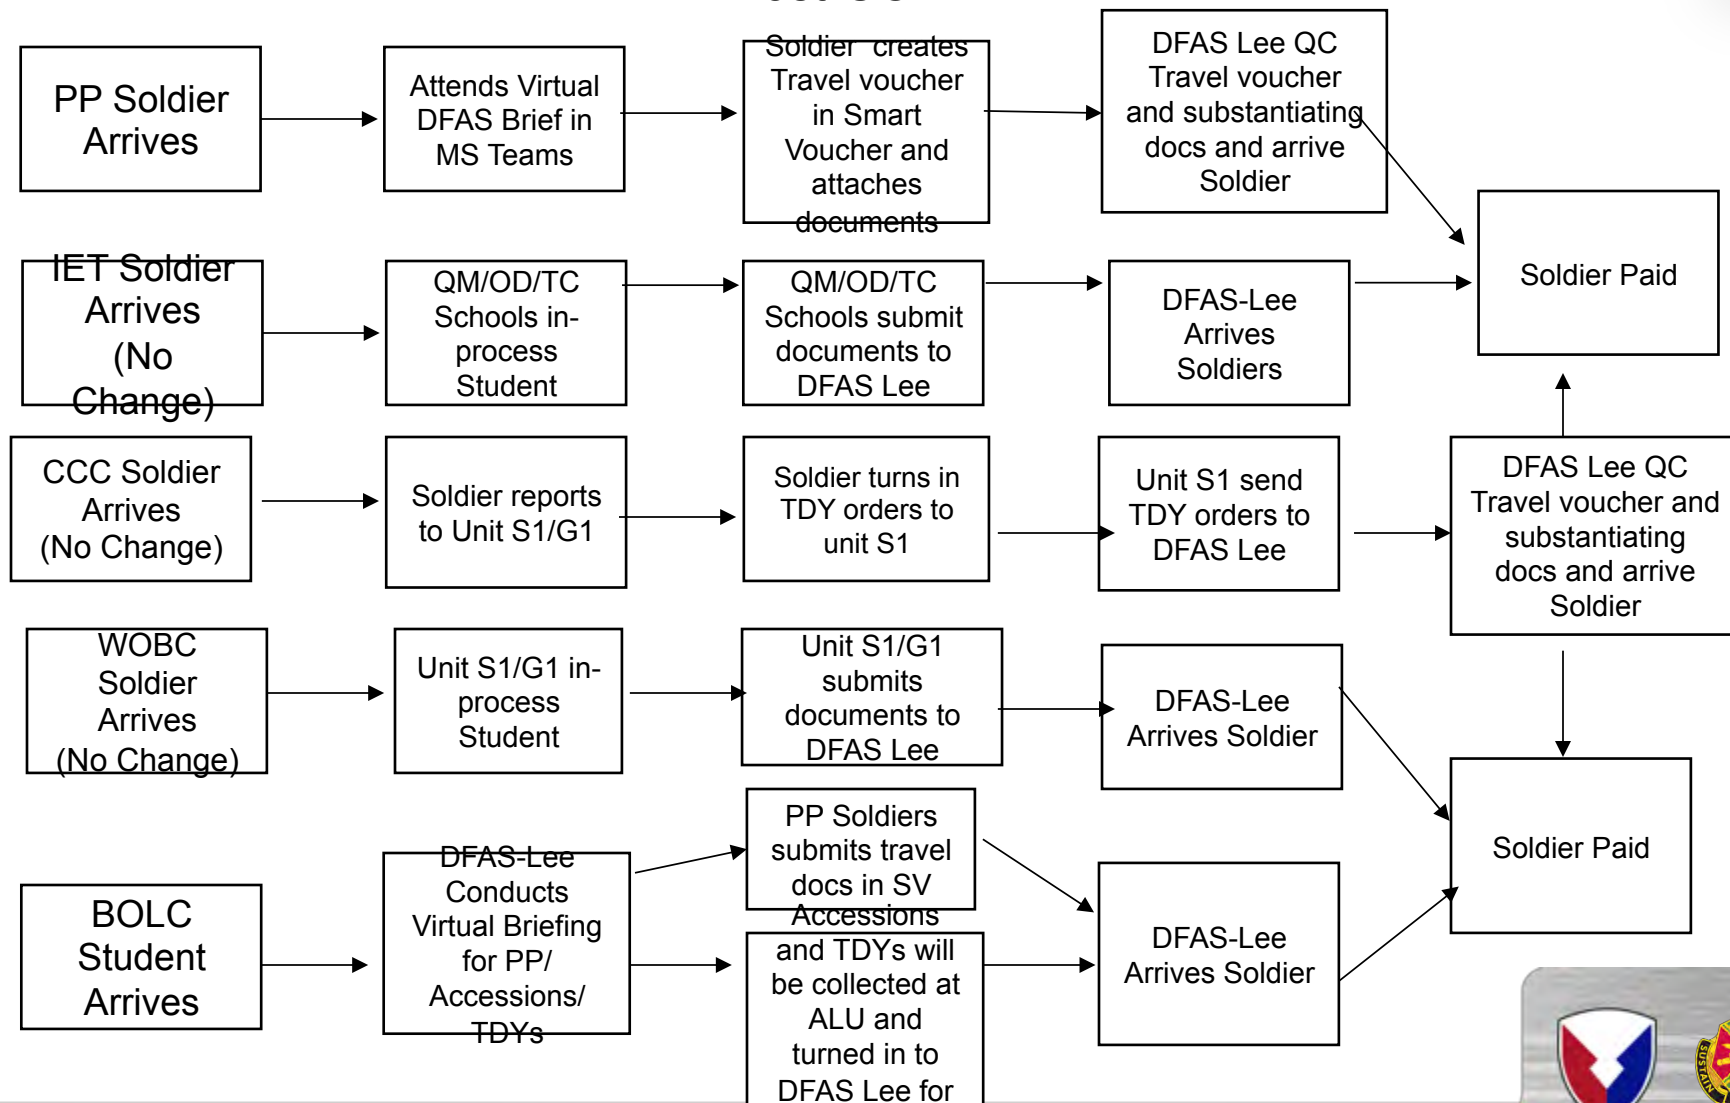 PP Soldier
Arrives
Attends Virtual
DFAS Brief in
MS Teams
Soldier creates
Travel voucher
in Smart
Voucher and
attaches
documents
DFAS Lee QC
Travel voucher
and substantiating
docs and arrive
Soldier
Soldier Paid
IET Soldier
Arrives
(No
Change)
QM/OD/TC
Schools in-
process
Student
QM/OD/TC
Schools submit
documents to
DFAS Lee
DFAS-Lee
Arrives
Soldiers
CCC Soldier
Arrives
(No Change)
Soldier reports
to Unit S1/G1
Soldier turns in
TDY orders to
unit S1
Unit S1 send
TDY orders to
DFAS Lee
DFAS Lee QC
Travel voucher and
substantiating
docs and arrive
Soldier
WOBC
Soldier
Arrives
(No Change)
Unit S1/G1 in-
process
Student
Unit S1/G1
submits
documents to
DFAS Lee
DFAS-Lee
Arrives Soldier
Soldier Paid
BOLC
Student
Arrives
DFAS-Lee
Conducts
Virtual Briefing
for PP/
Accessions/
TDYs
PP Soldiers
submits travel
docs in SV
Accessions
and TDYs will
be collected at
ALU and
turned in to
DFAS Lee for
DFAS-Lee
Arrives Soldier
SUSTAIN